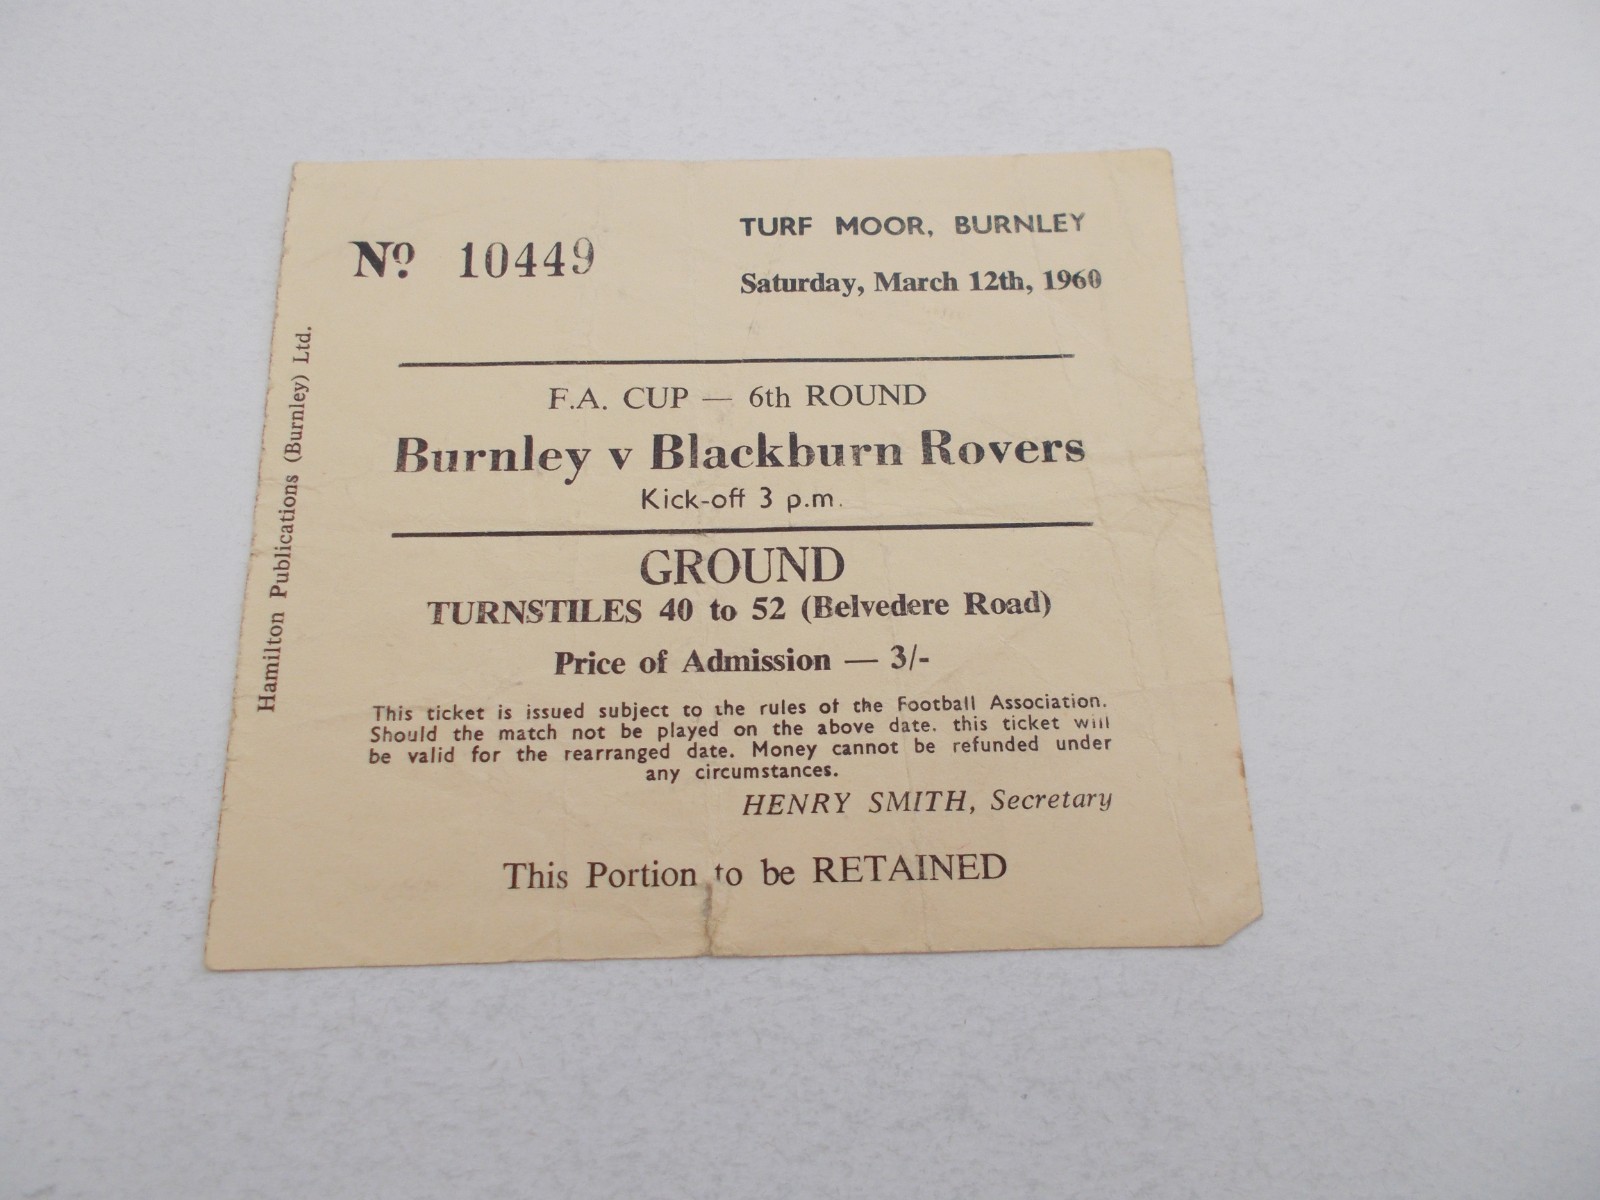 Nº 10449
TURF MOOR, BURNLEY
Saturday, March 12th, 1960
F.A. CUP — 6th ROUND
Burnley v Blackburn Rovers
Kick-off 3 p.m.
GROUND
TURNSTILES 40 to 52 (Belvedere Road)
Price of Admission — 3/-
This ticket is issued subject to the rules of the Football Association.
Should the match not be played on the above date. this ticket will
be valid for the rearranged date. Money cannot be refunded under
any circumstances.
HENRY SMITH, Secretary
This Portion to be RETAINED
Hamilton Publications (Burnley) Ltd.